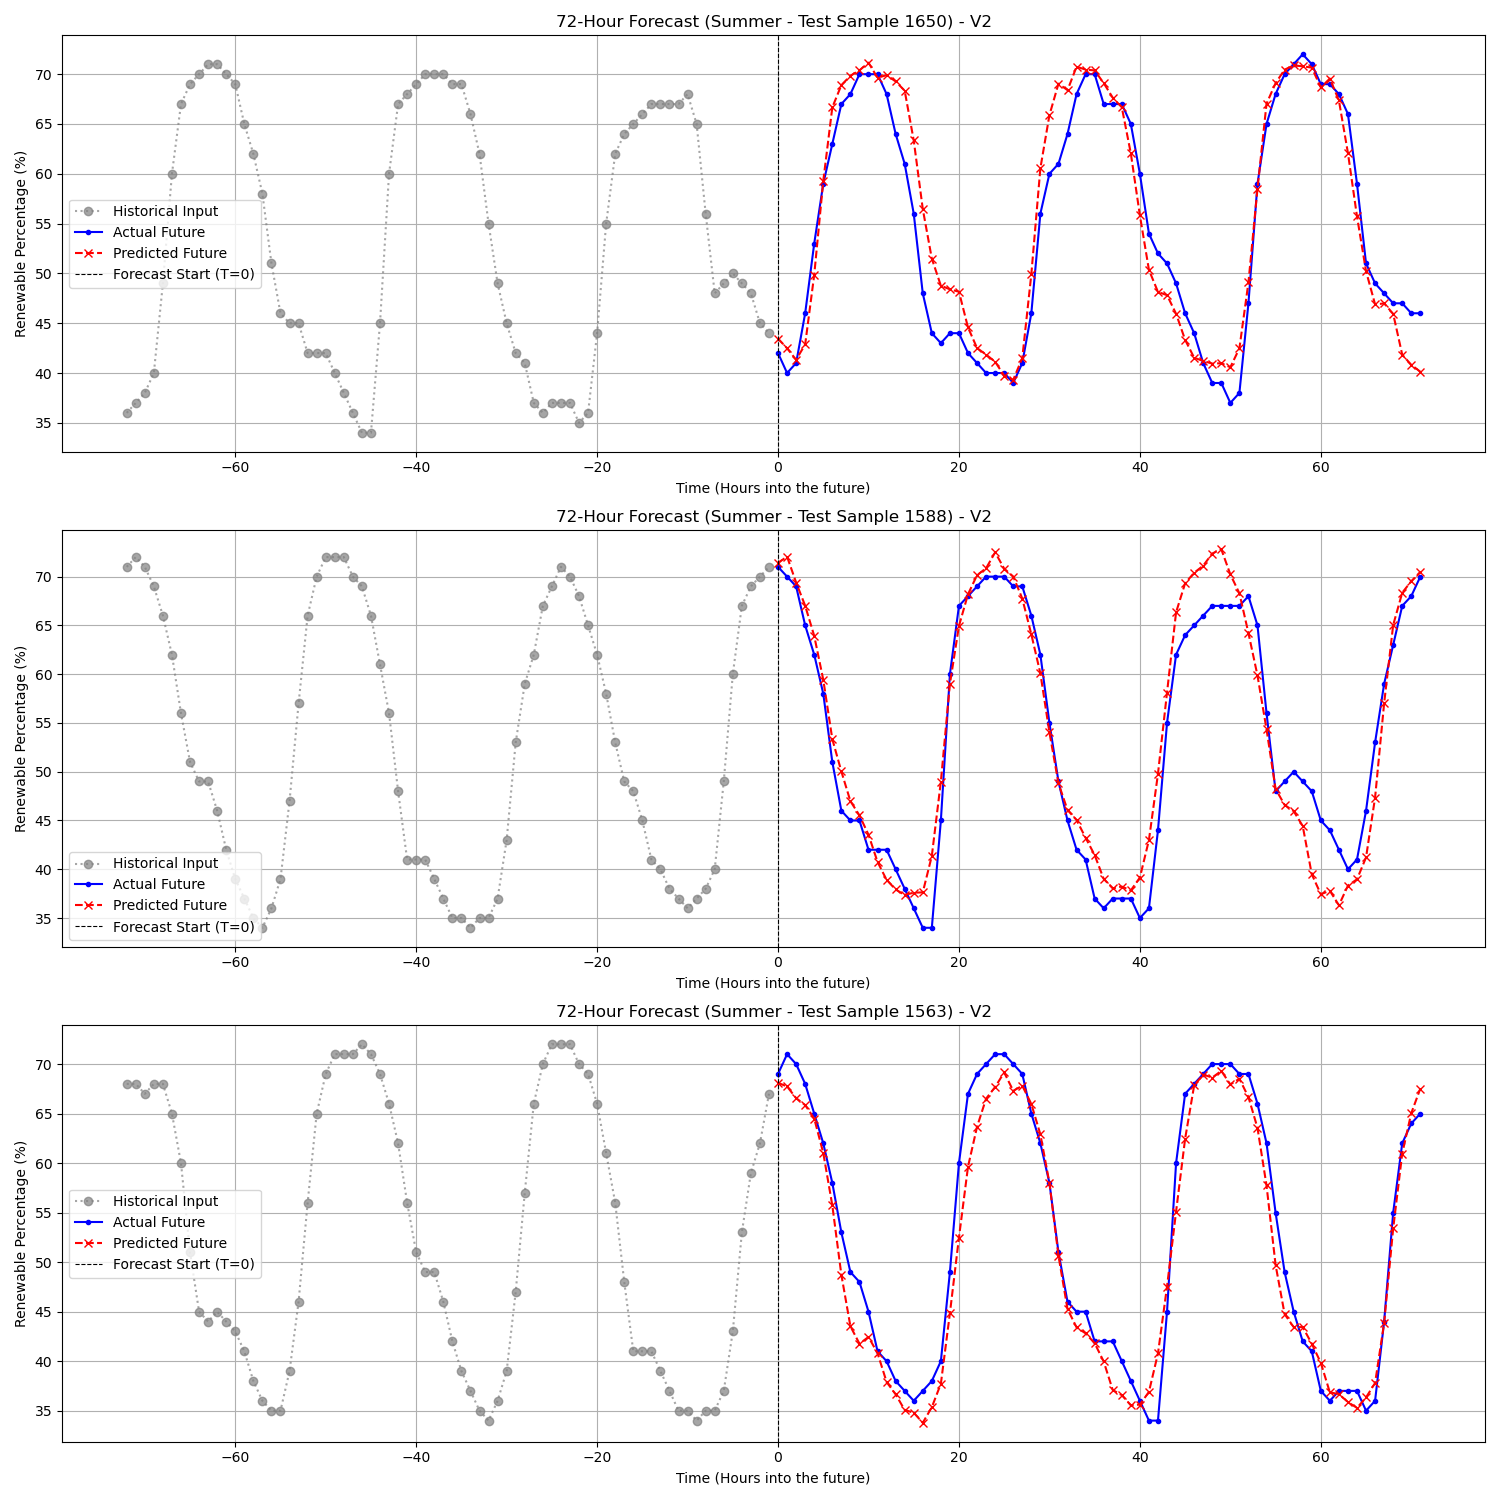 72-Hour Forecast (Summer - Test Sample 1650) - V2
Renewable Percentage (%)
70
65
60
55
50
45
40
35
Historical Input
Actual Future
Predicted Future
Forecast Start (T=0)
−60 −40 −20 0 20 40 60
Time (Hours into the future)
72-Hour Forecast (Summer - Test Sample 1588) - V2
Renewable Percentage (%)
70
65
60
55
50
45
40
35
Historical Input
Actual Future
Predicted Future
Forecast Start (T=0)
−60 −40 −20 0 20 40 60
Time (Hours into the future)
72-Hour Forecast (Summer - Test Sample 1563) - V2
Renewable Percentage (%)
70
65
60
55
50
45
40
35
Historical Input
Actual Future
Predicted Future
Forecast Start (T=0)
−60 −40 −20 0 20 40 60
Time (Hours into the future)